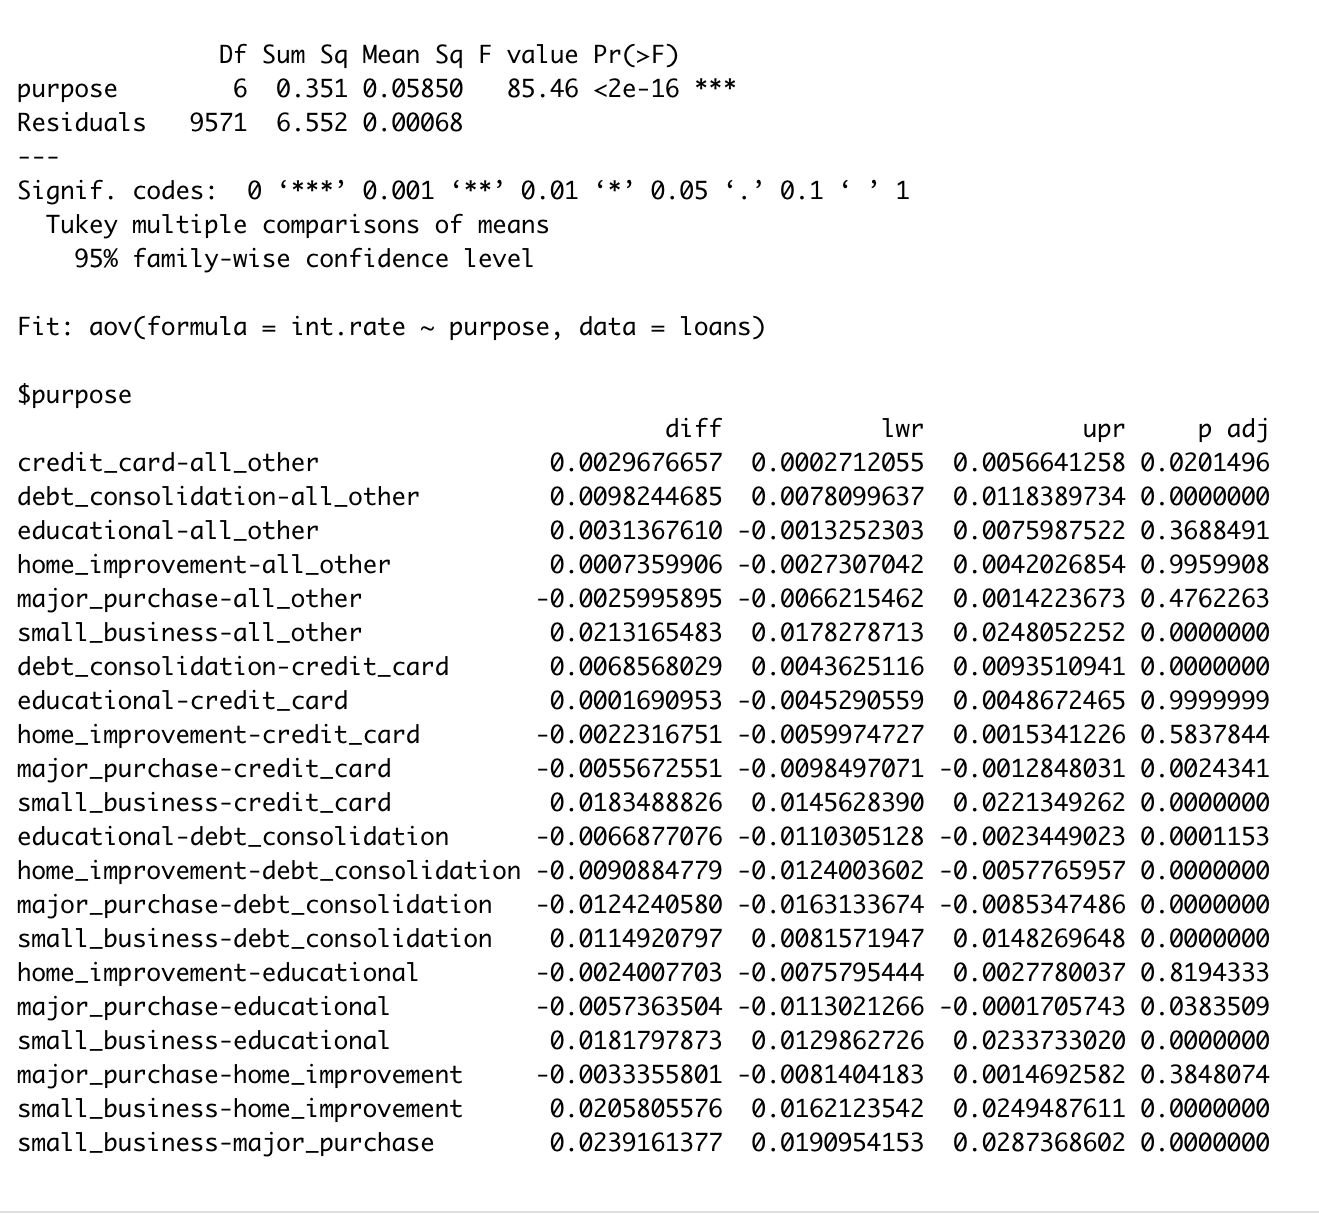 Df Sum Sq Mean Sq F value Pr(>F)
purpose        6  0.351 0.05850   85.46 <2e-16 ***
Residuals   9571  6.552 0.00068
---
Signif. codes:  0 ‘***’ 0.001 ‘**’ 0.01 ‘*’ 0.05 ‘.’ 0.1 ‘ ’ 1
  Tukey multiple comparisons of means
    95% family-wise confidence level

Fit: aov(formula = int.rate ~ purpose, data = loans)

$purpose
                                             diff           lwr           upr     p adj
credit_card-all_other                0.0029676657  0.0002712055  0.0056641258 0.0201496
debt_consolidation-all_other         0.0098244685  0.0078099637  0.0118389734 0.0000000
educational-all_other                0.0031367610 -0.0013252303  0.0075987522 0.3688491
home_improvement-all_other           0.0007359906 -0.0027307042  0.0042026854 0.9959908
major_purchase-all_other            -0.0025995895 -0.0066215462  0.0014223673 0.4762263
small_business-all_other             0.0213165483  0.0178278713  0.0248052252 0.0000000
debt_consolidation-credit_card       0.0068568029  0.0043625116  0.0093510941 0.0000000
educational-credit_card              0.0001690953 -0.0045290559  0.0048672465 0.9999999
home_improvement-credit_card        -0.0022316751 -0.0059974727  0.0015341226 0.5837844
major_purchase-credit_card          -0.0055672551 -0.0098497071 -0.0012848031 0.0024341
small_business-credit_card           0.0183488826  0.0145628390  0.0221349262 0.0000000
educational-debt_consolidation      -0.0066877076 -0.0110305128 -0.0023449023 0.0001153
home_improvement-debt_consolidation -0.0090884779 -0.0124003602 -0.0057765957 0.0000000
major_purchase-debt_consolidation   -0.0124240580 -0.0163133674 -0.0085347486 0.0000000
small_business-debt_consolidation    0.0114920797  0.0081571947  0.0148269648 0.0000000
home_improvement-educational        -0.0024007703 -0.0075795444  0.0027780037 0.8194333
major_purchase-educational          -0.0057363504 -0.0113021266 -0.0001705743 0.0383509
small_business-educational           0.0181797873  0.0129862726  0.0233733020 0.0000000
major_purchase-home_improvement     -0.0033355801 -0.0081404183  0.0014692582 0.3848074
small_business-home_improvement      0.0205805576  0.0162123542  0.0249487611 0.0000000
small_business-major_purchase        0.0239161377  0.0190954153  0.0287368602 0.0000000